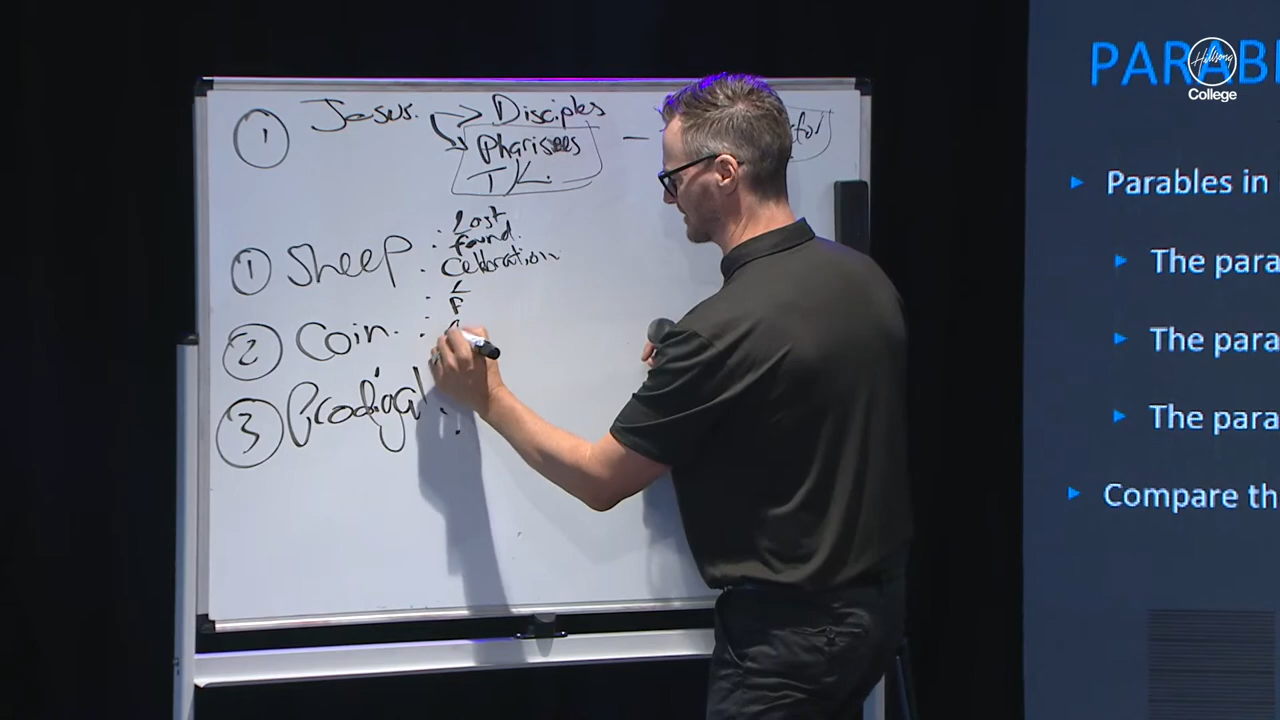 ① Jesus. > Disciples
Pharisees —
T/L.
① Sheep · Lost
· found.
· Celebration
② Coin. · L
· F
③ Prodigal
PARAB
Hillsong
College
Parables in
The para
The para
The para
Compare th